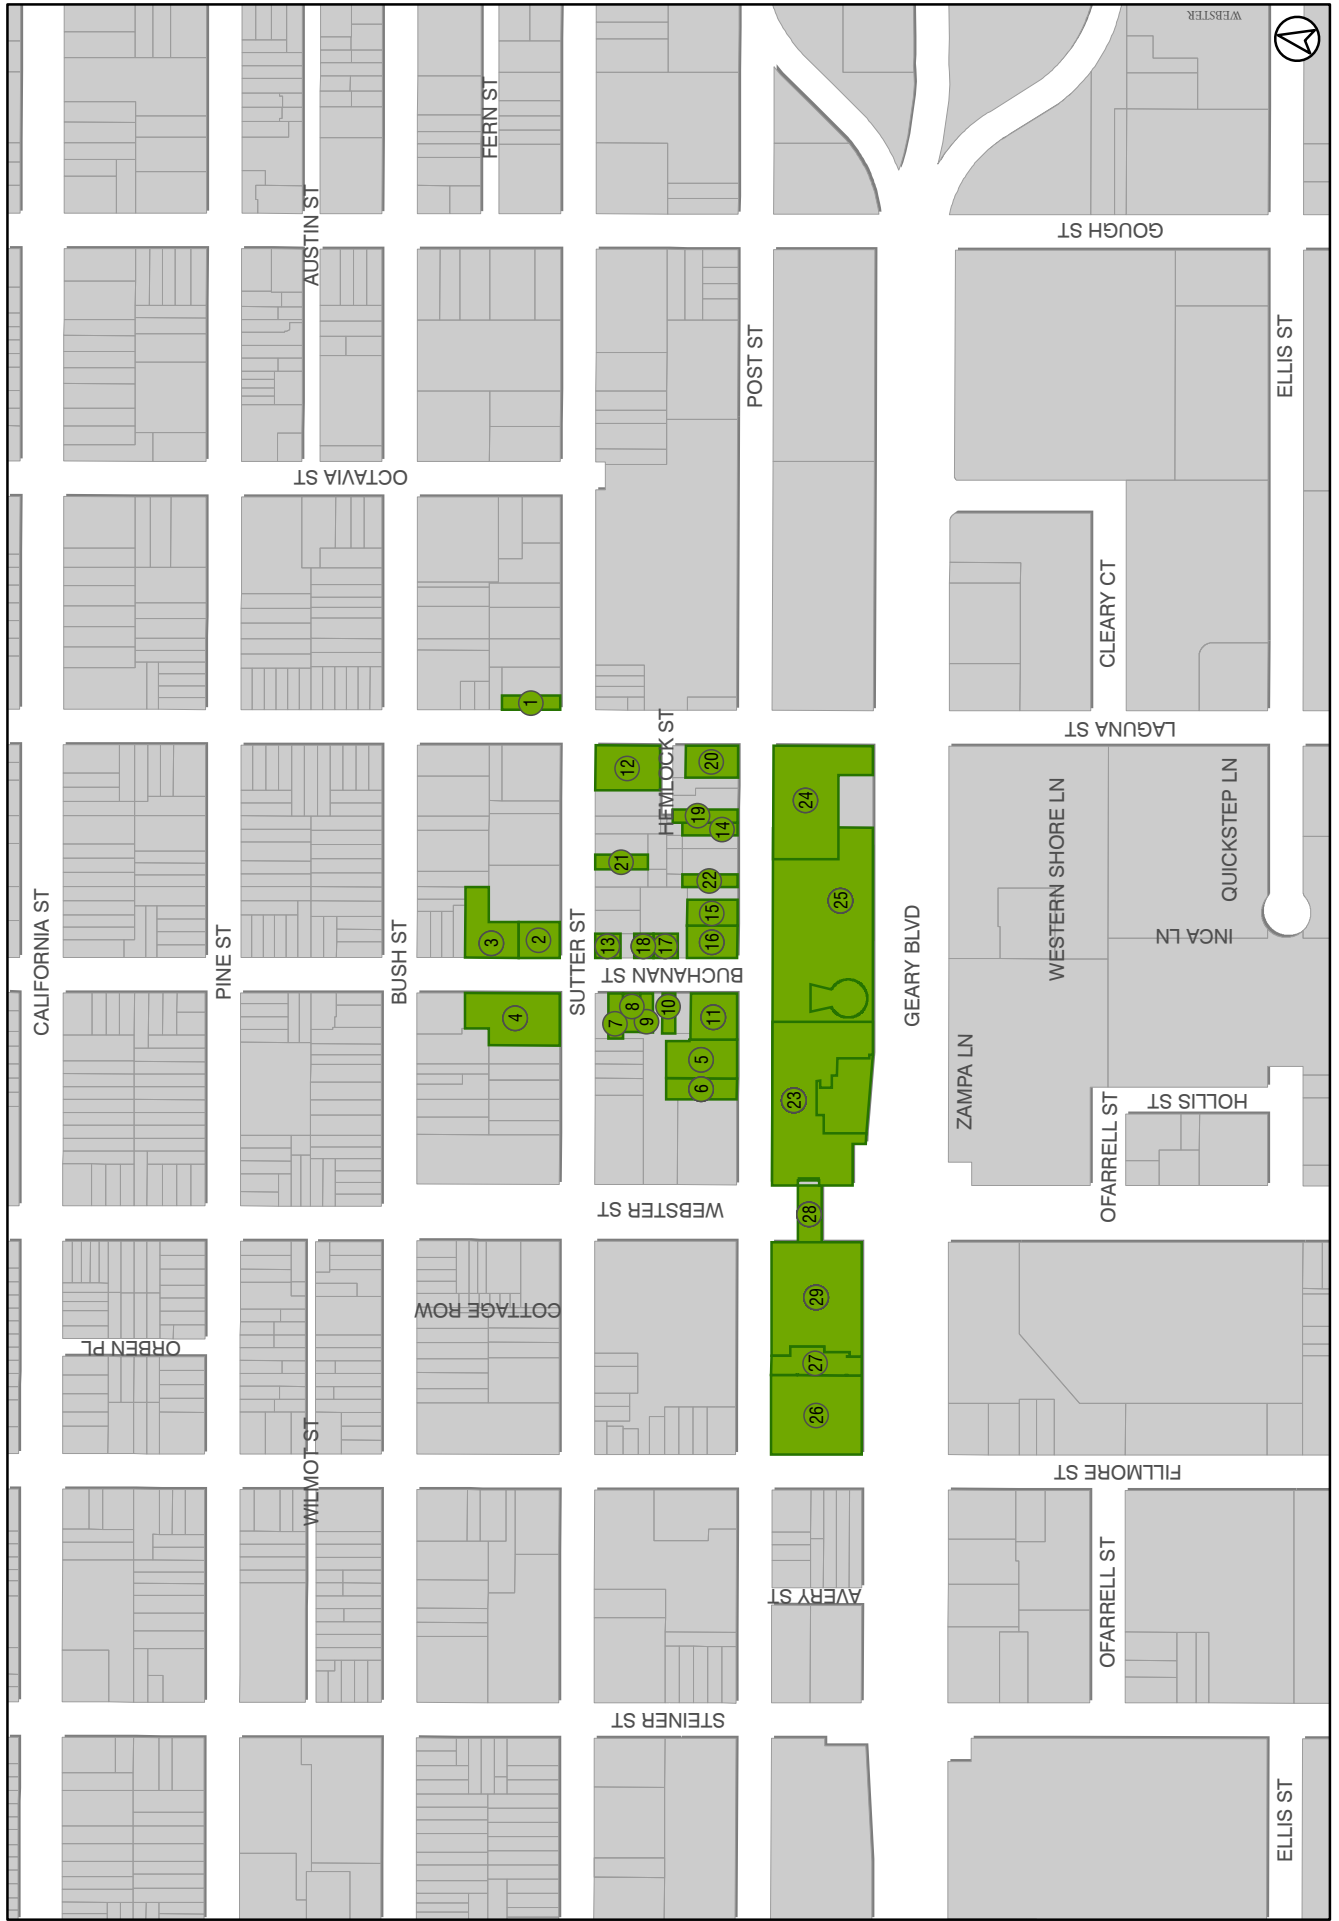 WEBSTER
FERN ST
AUSTIN ST
GOUGH ST
POST ST
ELLIS ST
OCTAVIA ST
CLEARY CT
1
LAGUNA ST
HEMLOCK ST
12
20
24
19
14
21
22
25
15
16
13
18
17
3
2
CALIFORNIA ST
PINE ST
BUSH ST
SUTTER ST
BUCHANAN ST
GEARY BLVD
WESTERN SHORE LN
QUICKSTEP LN
INCA LN
4
7
8
9
10
11
5
6
23
ZAMPA LN
OFARRELL ST
HOLLIS ST
WEBSTER ST
28
29
27
26
COTTAGE ROW
ORBEN PL
WILMOT ST
FILLMORE ST
AVERY ST
OFARRELL ST
STEINER ST
ELLIS ST